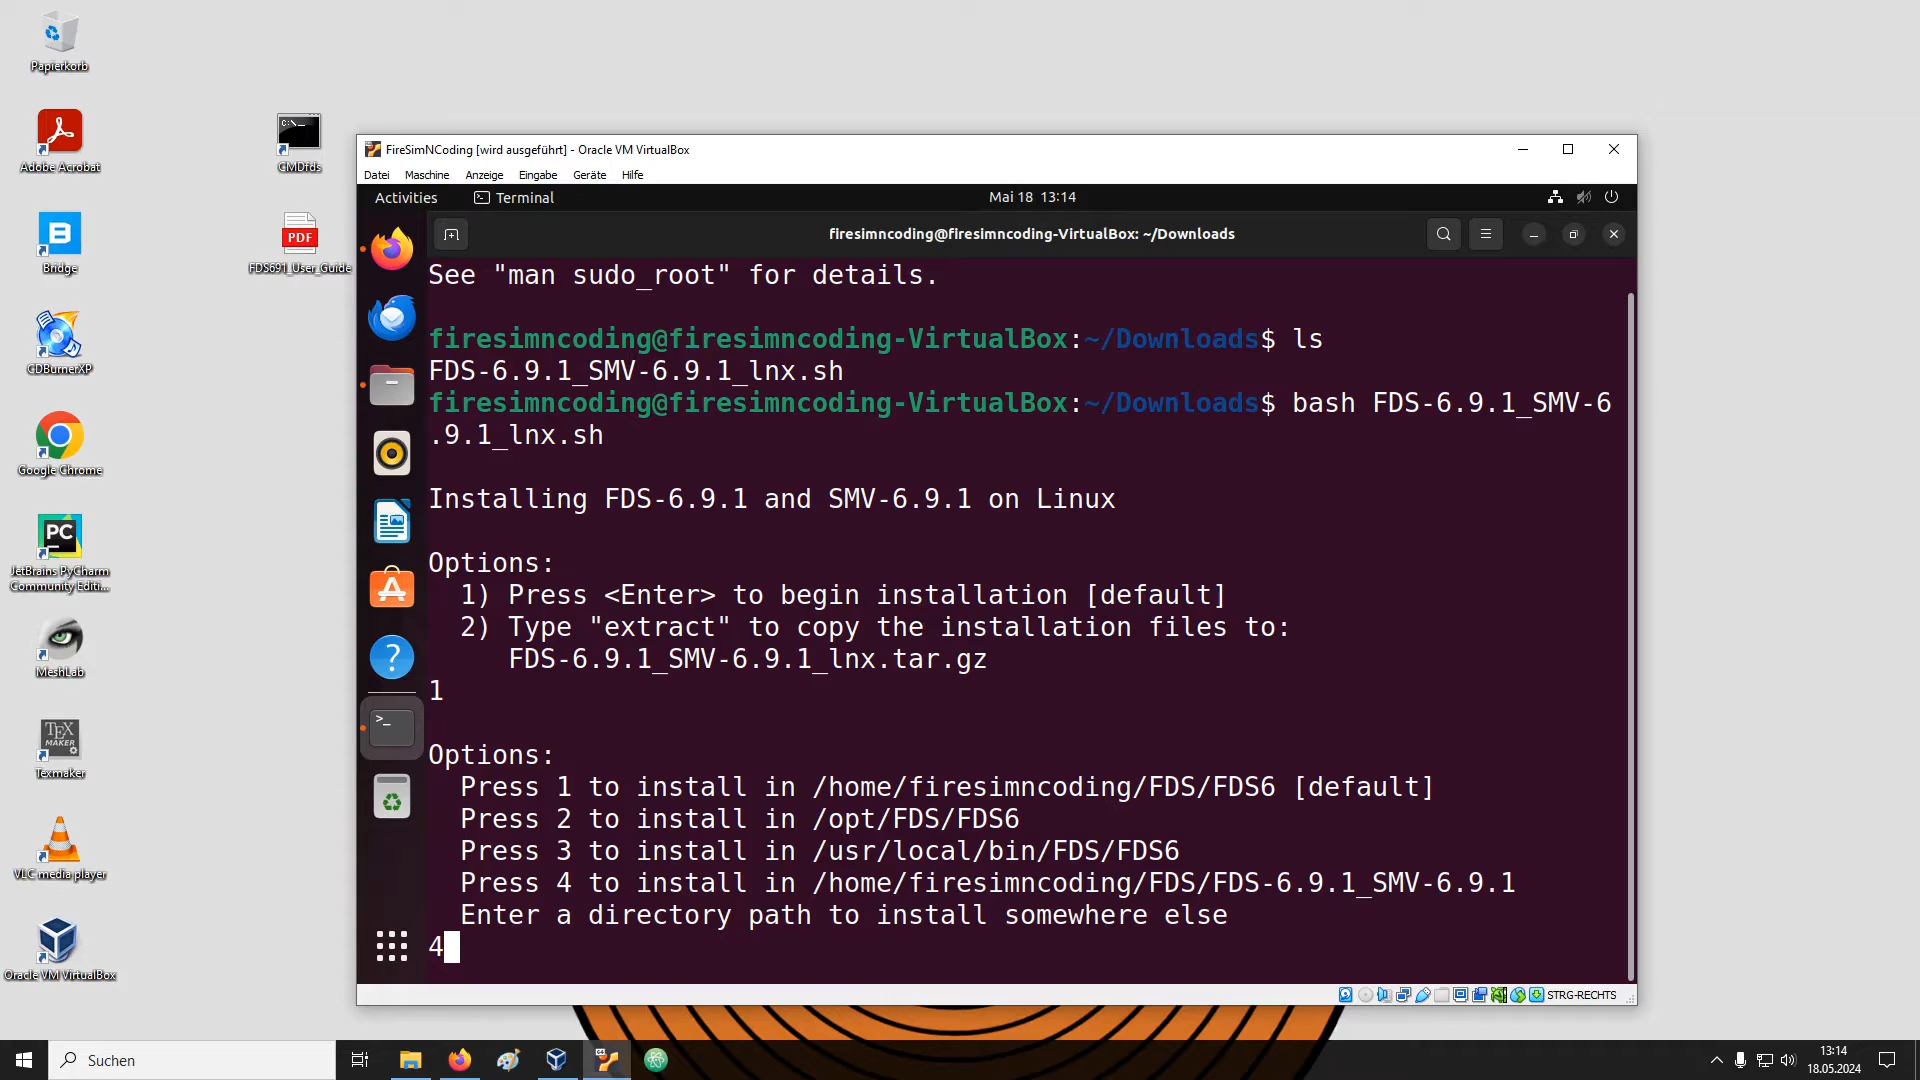 Papierkorb
Adobe Acrobat
Bridge
CDBurnerXP
Google Chrome
PC
JetBrains PyCharm
Community Editi...
MeshLab
TEX
MAKER
Texmaker
VLC media player
Oracle VM VirtualBox
C:\_
CMDfds
PDF
FDS691_User_Guide
FireSimNCoding [wird ausgeführt] - Oracle VM VirtualBox
Datei Maschine Anzeige Eingabe Geräte Hilfe
Activities Terminal Mai 18 13:14
firesimncoding@firesimncoding-VirtualBox: ~/Downloads
See "man sudo_root" for details.
firesimncoding@firesimncoding-VirtualBox:~/Downloads$ ls
FDS-6.9.1_SMV-6.9.1_lnx.sh
firesimncoding@firesimncoding-VirtualBox:~/Downloads$ bash FDS-6.9.1_SMV-6
.9.1_lnx.sh
Installing FDS-6.9.1 and SMV-6.9.1 on Linux
Options:
1) Press <Enter> to begin installation [default]
2) Type "extract" to copy the installation files to:
FDS-6.9.1_SMV-6.9.1_lnx.tar.gz
1
Options:
Press 1 to install in /home/firesimncoding/FDS/FDS6 [default]
Press 2 to install in /opt/FDS/FDS6
Press 3 to install in /usr/local/bin/FDS/FDS6
Press 4 to install in /home/firesimncoding/FDS/FDS-6.9.1_SMV-6.9.1
Enter a directory path to install somewhere else
4
STRG-RECHTS
Suchen
13:14
18.05.2024